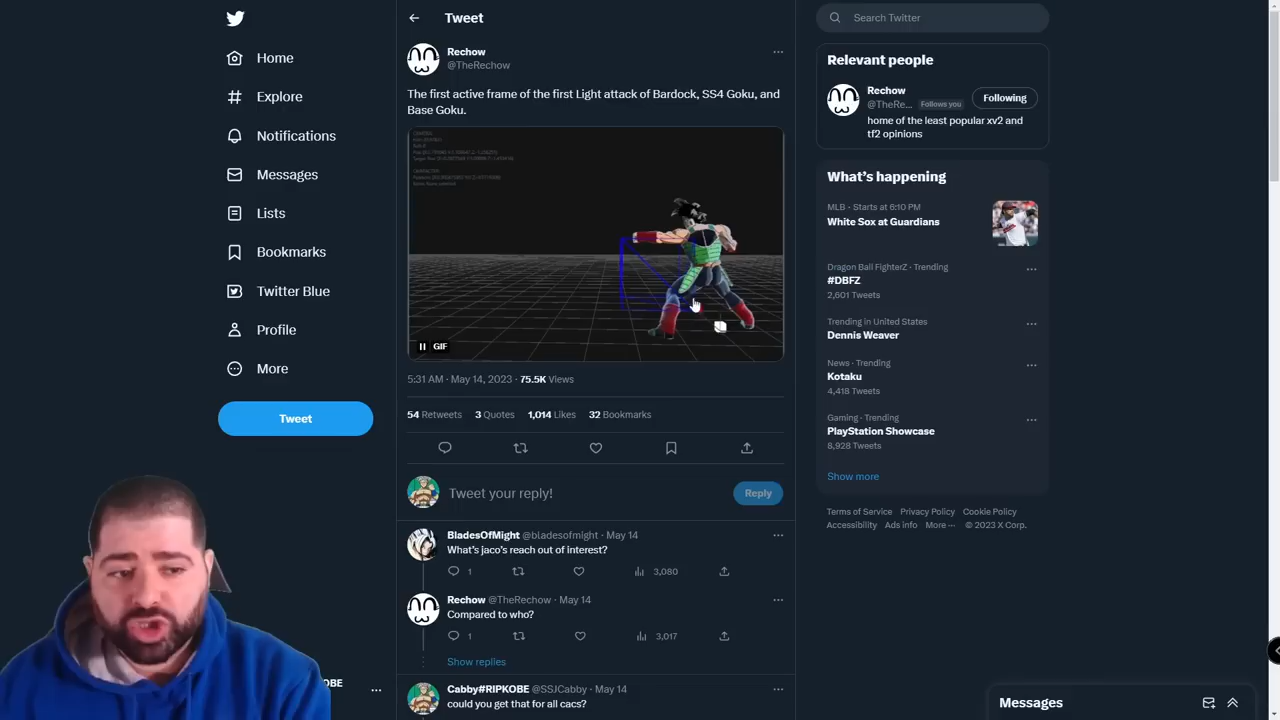 Home
Explore
Notifications
Messages
Lists
Bookmarks
Twitter Blue
Profile
More
Tweet
Tweet
Rechow
@TheRechow
The first active frame of the first Light attack of Bardock, SS4 Goku, and
Base Goku.
GIF
5:31 AM · May 14, 2023 · 75.5K Views
54 Retweets 3 Quotes 1,014 Likes 32 Bookmarks
Tweet your reply!
Reply
BladesOfMight @bladesofmight · May 14
What's jaco's reach out of interest?
1 3,080
Rechow @TheRechow · May 14
Compared to who?
1 3,017
Show replies
Cabby#RIPKOBE @SSJCabby · May 14
could you get that for all cacs?
Search Twitter
Relevant people
Rechow
@TheRe... Follows you
Following
home of the least popular xv2 and
tf2 opinions
What's happening
MLB · Starts at 6:10 PM
White Sox at Guardians
Dragon Ball FighterZ · Trending
#DBFZ
2,601 Tweets
Trending in United States
Dennis Weaver
News · Trending
Kotaku
4,418 Tweets
Gaming · Trending
PlayStation Showcase
8,928 Tweets
Show more
Terms of Service Privacy Policy Cookie Policy
Accessibility Ads info More ··· © 2023 X Corp.
Messages